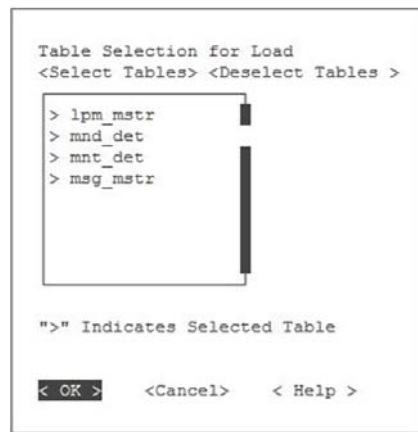 Table Selection for Load
<Select Tables> <Deselect Tables >
> lpm_mstr
> mnd_det
> mnt_det
> msg_mstr
">" Indicates Selected Table
< OK > <Cancel> < Help >